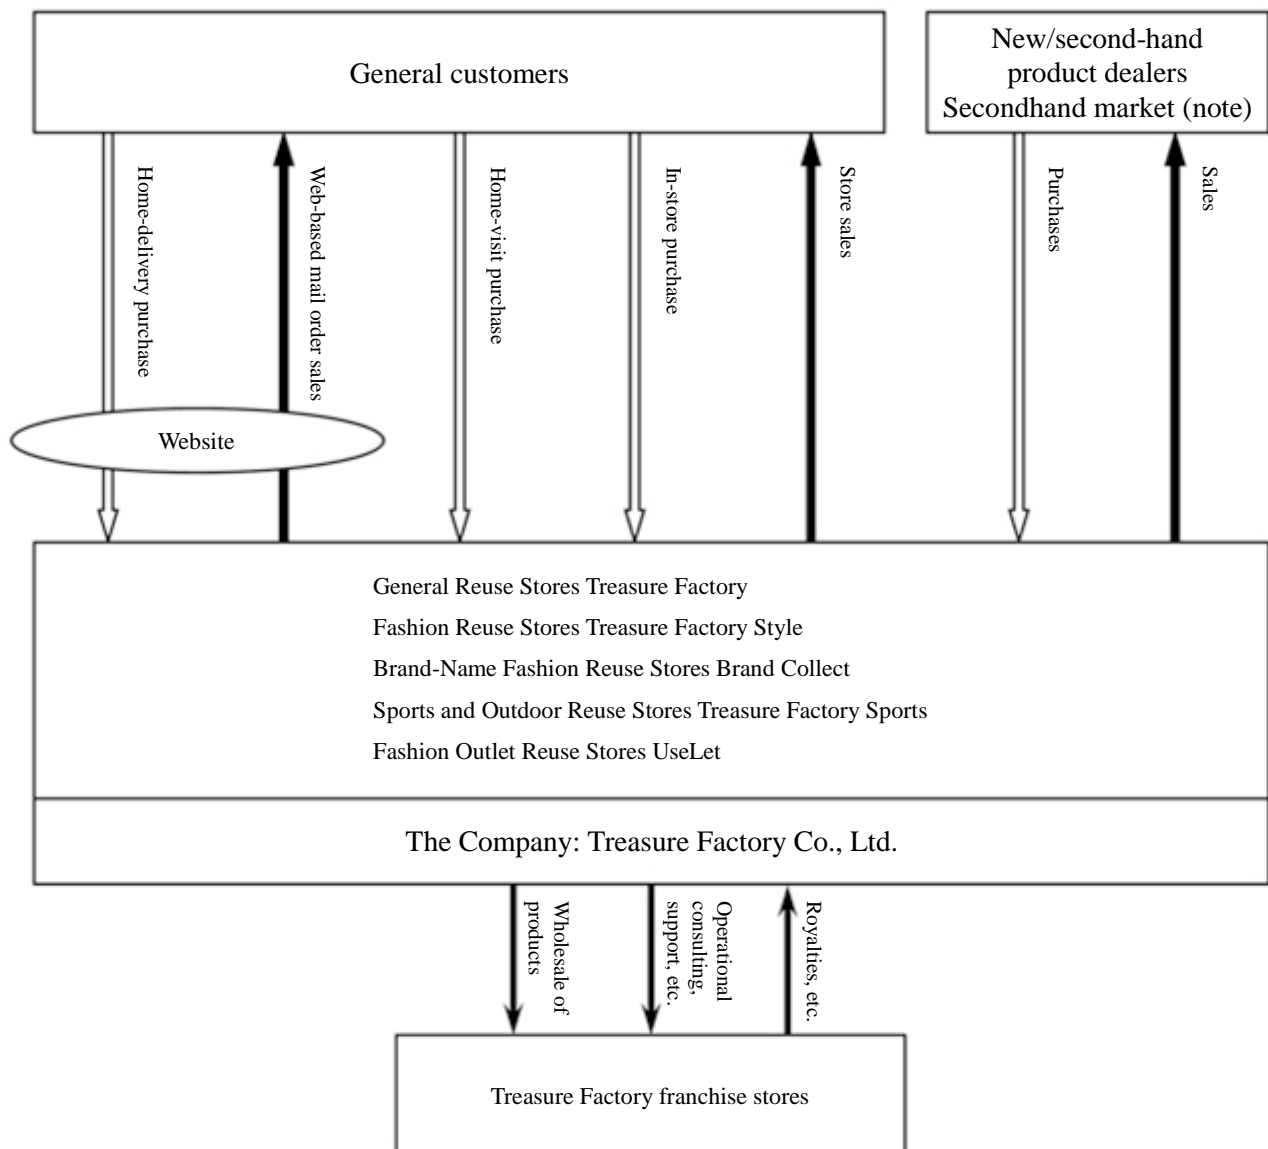 General customers
New/second-hand
product dealers
Secondhand market (note)
Home-delivery purchase
Web-based mail order sales
Home-visit purchase
In-store purchase
Store sales
Purchases
Sales
Website
General Reuse Stores Treasure Factory
Fashion Reuse Stores Treasure Factory Style
Brand-Name Fashion Reuse Stores Brand Collect
Sports and Outdoor Reuse Stores Treasure Factory Sports
Fashion Outlet Reuse Stores UseLet
The Company: Treasure Factory Co., Ltd.
Wholesale of
products
Operational
consulting,
support, etc.
Royalties, etc.
Treasure Factory franchise stores